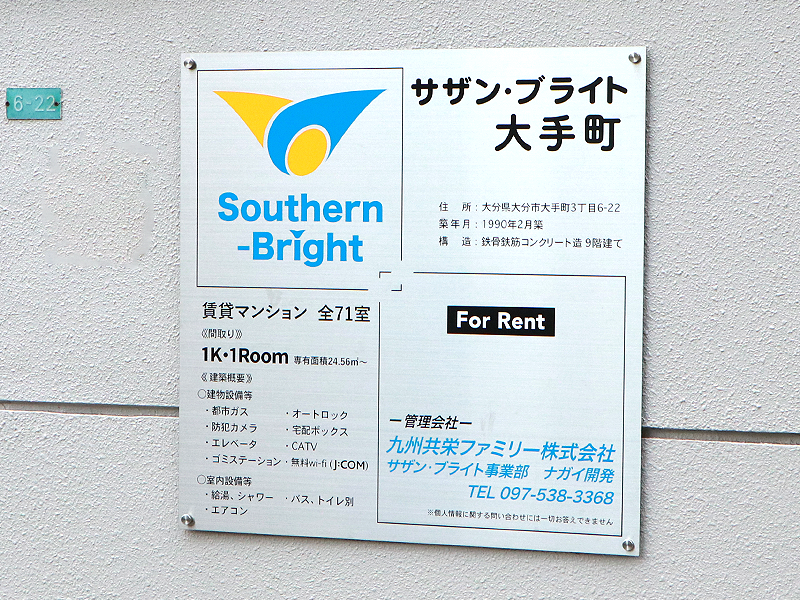 6-22
サザン・ブライト
大手町
Southern
-Bright
住 所：大分県大分市大手町3丁目6-22
築年月：1990年2月築
構 造：鉄骨鉄筋コンクリート造 9階建て
賃貸マンション 全71室
《間取り》
1K・1Room 専有面積24.56㎡〜
《建築概要》
〇建物設備等
・都市ガス ・オートロック
・防犯カメラ ・宅配ボックス
・エレベータ ・CATV
・ゴミステーション ・無料wi-fi (J:COM)
〇室内設備等
・給湯、シャワー ・バス、トイレ別
・エアコン
For Rent
ー管理会社ー
九州共栄ファミリー株式会社
サザン・ブライト事業部 ナガイ開発
TEL 097-538-3368
※個人情報に関する問い合わせには一切お答えできません